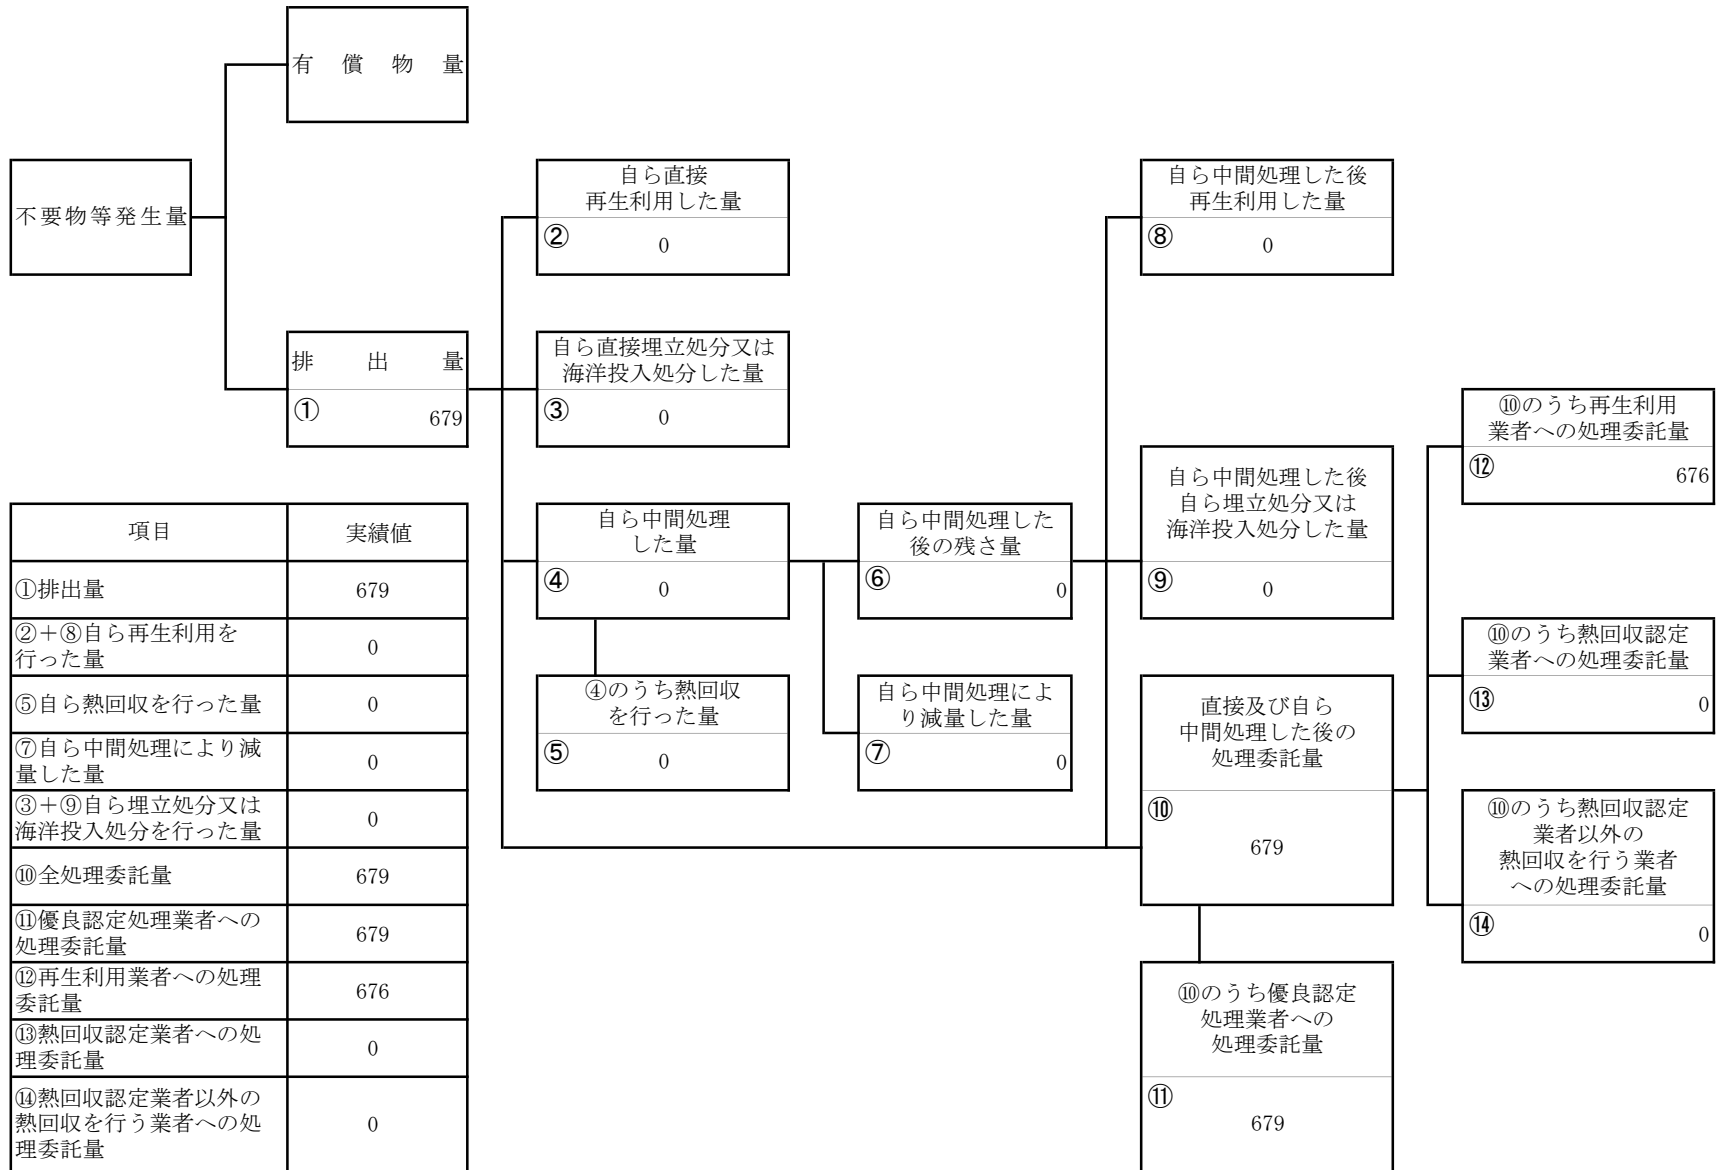 有償物量
不要物等発生量
排出量
①
679
自ら直接
再生利用した量
②
0
自ら直接埋立処分又は
海洋投入処分した量
③
0
自ら中間処理
した量
④
0
④のうち熱回収
を行った量
⑤
0
自ら中間処理した
後の残さ量
⑥
0
自ら中間処理によ
り減量した量
⑦
0
自ら中間処理した後
再生利用した量
⑧
0
自ら中間処理した後
自ら埋立処分又は
海洋投入処分した量
⑨
0
直接及び自ら
中間処理した後の
処理委託量
⑩
679
⑩のうち優良認定
処理業者への
処理委託量
⑪
679
⑩のうち再生利用
業者への処理委託量
⑫
676
⑩のうち熱回収認定
業者への処理委託量
⑬
0
⑩のうち熱回収認定
業者以外の
熱回収を行う業者
への処理委託量
⑭
0
項目 実績値
①排出量 679
②+⑧自ら再生利用を
行った量
0
⑤自ら熱回収を行った量 0
⑦自ら中間処理により減
量した量
0
③+⑨自ら埋立処分又は
海洋投入処分を行った量
0
⑩全処理委託量 679
⑪優良認定処理業者への
処理委託量
679
⑫再生利用業者への処理
委託量
676
⑬熱回収認定業者への処
理委託量
0
⑭熱回収認定業者以外の
熱回収を行う業者への処
理委託量
0